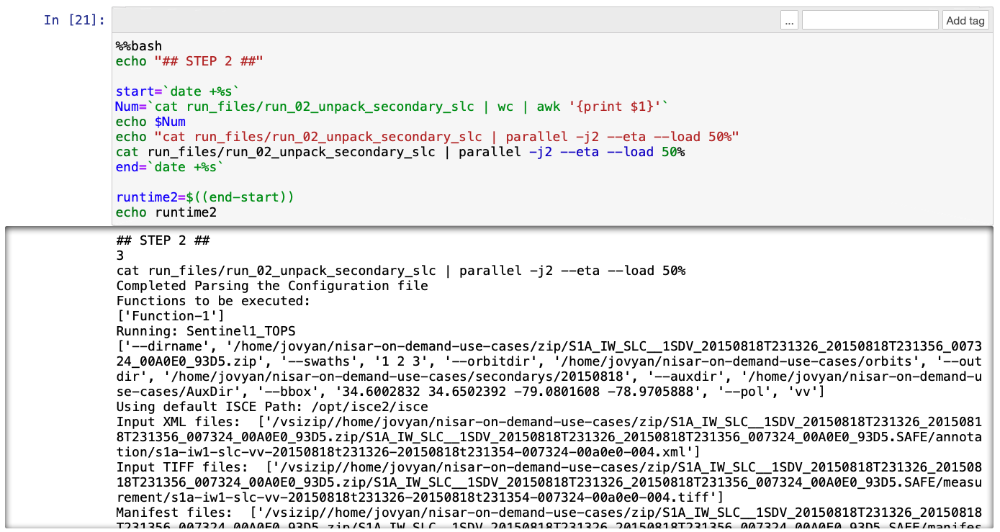 In [21]:
...
Add tag
%%bash
echo "## STEP 2 ##"
start=`date +%s`
Num=`cat run_files/run_02_unpack_secondary_slc | wc | awk '{print $1}'`
echo $Num
echo "cat run_files/run_02_unpack_secondary_slc | parallel -j2 --eta --load 50%"
cat run_files/run_02_unpack_secondary_slc | parallel -j2 --eta --load 50%
end=`date +%s`
runtime2=$((end-start))
echo runtime2
## STEP 2 ##
3
cat run_files/run_02_unpack_secondary_slc | parallel -j2 --eta --load 50%
Completed Parsing the Configuration file
Functions to be executed:
['Function-1']
Running: Sentinel1_TOPS
['--dirname', '/home/jovyan/nisar-on-demand-use-cases/zip/S1A_IW_SLC__1SDV_20150818T231326_20150818T231356_0073
24_00A0E0_93D5.zip', '--swaths', '1 2 3', '--orbitdir', '/home/jovyan/nisar-on-demand-use-cases/orbits', '--out
dir', '/home/jovyan/nisar-on-demand-use-cases/secondarys/20150818', '--auxdir', '/home/jovyan/nisar-on-demand-u
se-cases/AuxDir', '--bbox', '34.6002832 34.6502392 -79.0801608 -78.9705888', '--pol', 'vv']
Using default ISCE Path: /opt/isce2/isce
Input XML files:  ['/vsizip//home/jovyan/nisar-on-demand-use-cases/zip/S1A_IW_SLC__1SDV_20150818T231326_2015081
8T231356_007324_00A0E0_93D5.zip/S1A_IW_SLC__1SDV_20150818T231326_20150818T231356_007324_00A0E0_93D5.SAFE/annota
tion/s1a-iw1-slc-vv-20150818t231326-20150818t231354-007324-00a0e0-004.xml']
Input TIFF files:  ['/vsizip//home/jovyan/nisar-on-demand-use-cases/zip/S1A_IW_SLC__1SDV_20150818T231326_201508
18T231356_007324_00A0E0_93D5.zip/S1A_IW_SLC__1SDV_20150818T231326_20150818T231356_007324_00A0E0_93D5.SAFE/measu
rement/s1a-iw1-slc-vv-20150818t231326-20150818t231354-007324-00a0e0-004.tiff']
Manifest files:  ['/vsizip//home/jovyan/nisar-on-demand-use-cases/zip/S1A_IW_SLC__1SDV_20150818T231326_20150818
T231356_007324_00A0E0_93D5.zip/S1A_IW_SLC__1SDV_20150818T231326_20150818T231356_007324_00A0E0_93D5.SAFE/manifes